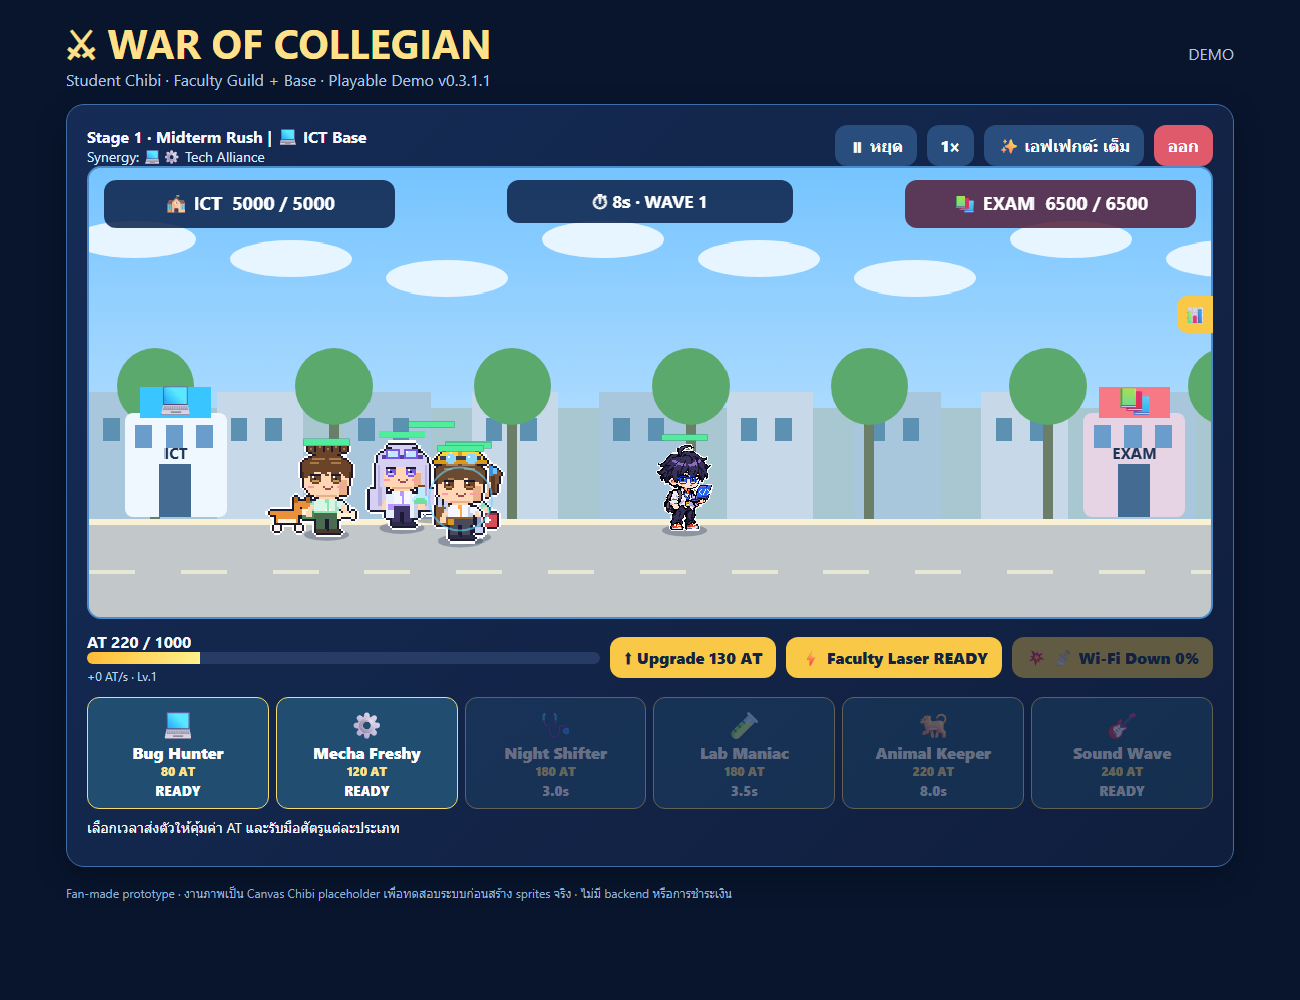 ⚔ WAR OF COLLEGIAN
Student Chibi · Faculty Guild + Base · Playable Demo v0.3.1.1
DEMO
Stage 1 · Midterm Rush | 💻 ICT Base
Synergy: 💻 ⚙️ Tech Alliance
⏸ หยุด
1×
✨ เอฟเฟกต์: เต็ม
ออก
🏫 ICT 5000 / 5000
⏱ 8s · WAVE 1
📚 EXAM 6500 / 6500
ICT
EXAM
AT 220 / 1000
+0 AT/s · Lv.1
⬆ Upgrade 130 AT
⚡ Faculty Laser READY
Wi-Fi Down 0%
Bug Hunter
80 AT
READY
Mecha Freshy
120 AT
READY
Night Shifter
180 AT
3.0s
Lab Maniac
180 AT
3.5s
Animal Keeper
220 AT
8.0s
Sound Wave
240 AT
READY
เลือกเวลาส่งตัวให้คุ้มค่า AT และรับมือศัตรูแต่ละประเภท
Fan-made prototype · งานภาพเป็น Canvas Chibi placeholder เพื่อทดสอบระบบก่อนสร้าง sprites จริง · ไม่มี backend หรือการชำระเงิน